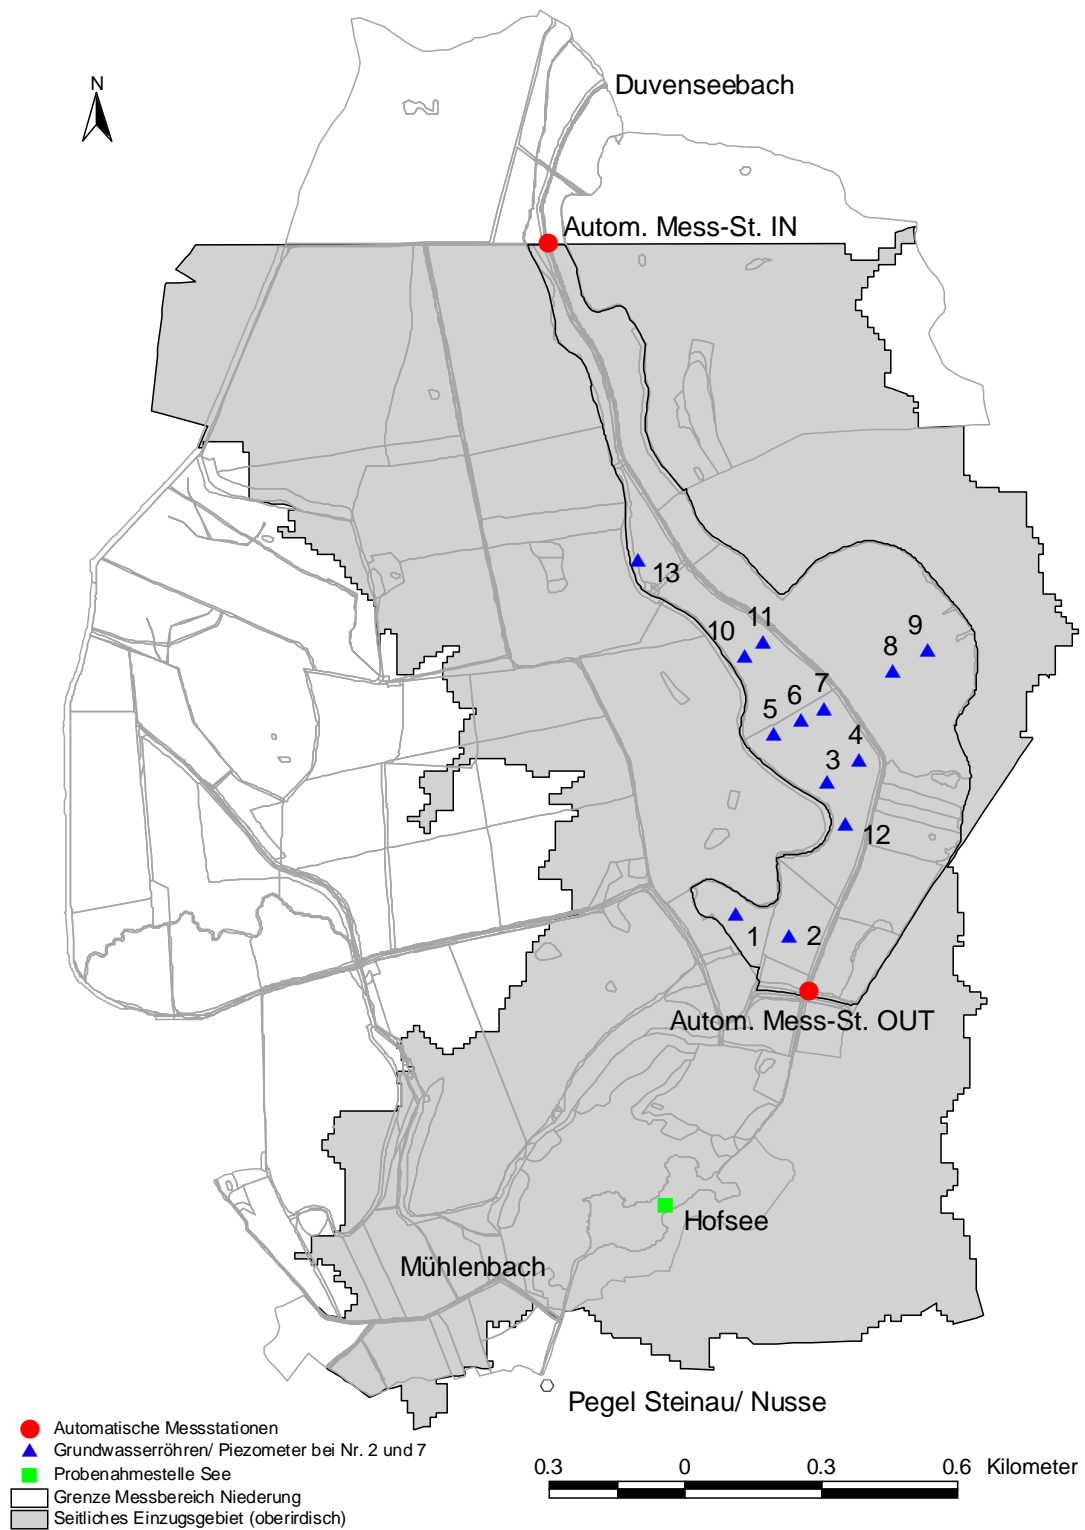 Duvenseebach
N
Autom. Mess-St. IN
13
11
10
9
8
7
6
5
4
3
12
1
2
Autom. Mess-St. OUT
Hofsee
Mühlenbach
Pegel Steinau/ Nusse
Automatische Messstationen
Grundwasserröhren/ Piezometer bei Nr. 2 und 7
Probenahmestelle See
Grenze Messbereich Niederung
Seitliches Einzugsgebiet (oberirdisch)
0.3 0 0.3 0.6 Kilometer